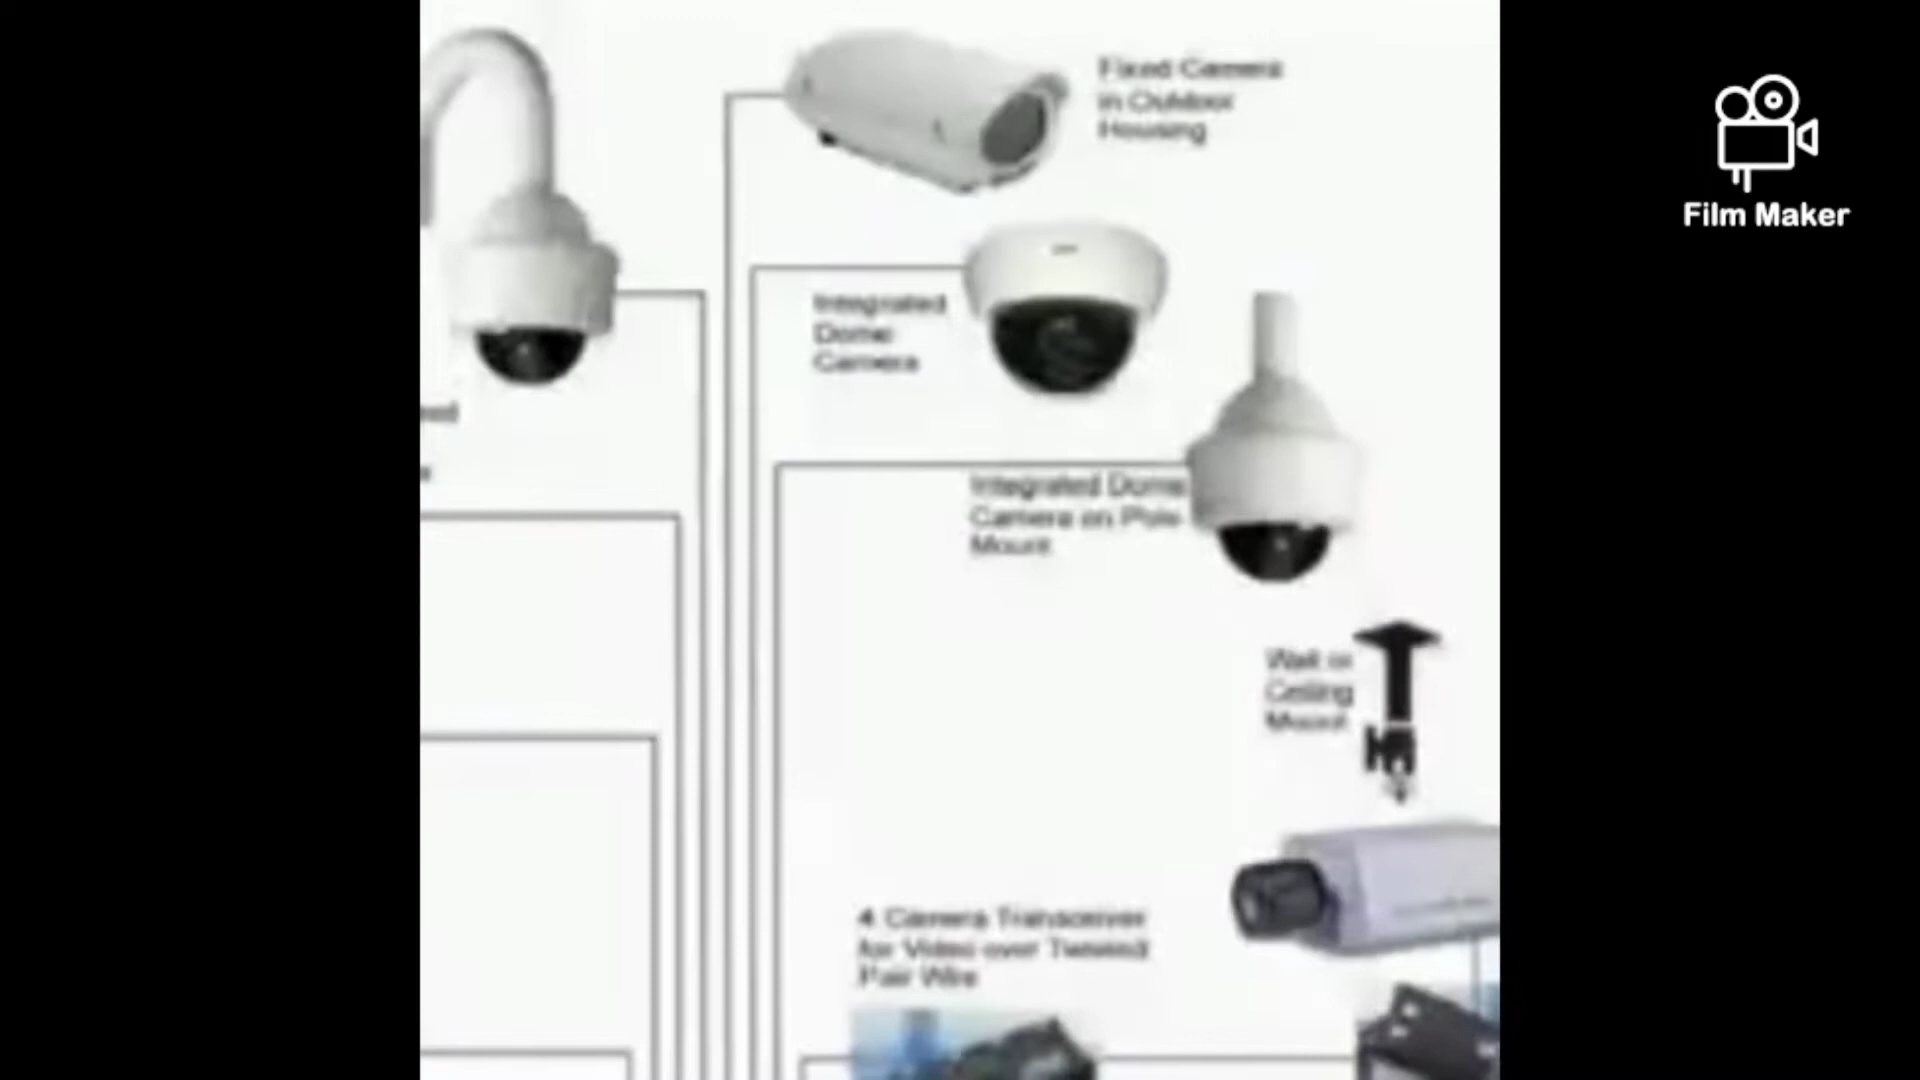 Fixed Camera
in Outdoor
Housing
Film Maker
Integrated
Dome
Camera
Integrated Dome
Camera on Pole
Mount
Wall or
Ceiling
Mount
4 Camera Transceiver
for Video over Twisted
Pair Wire